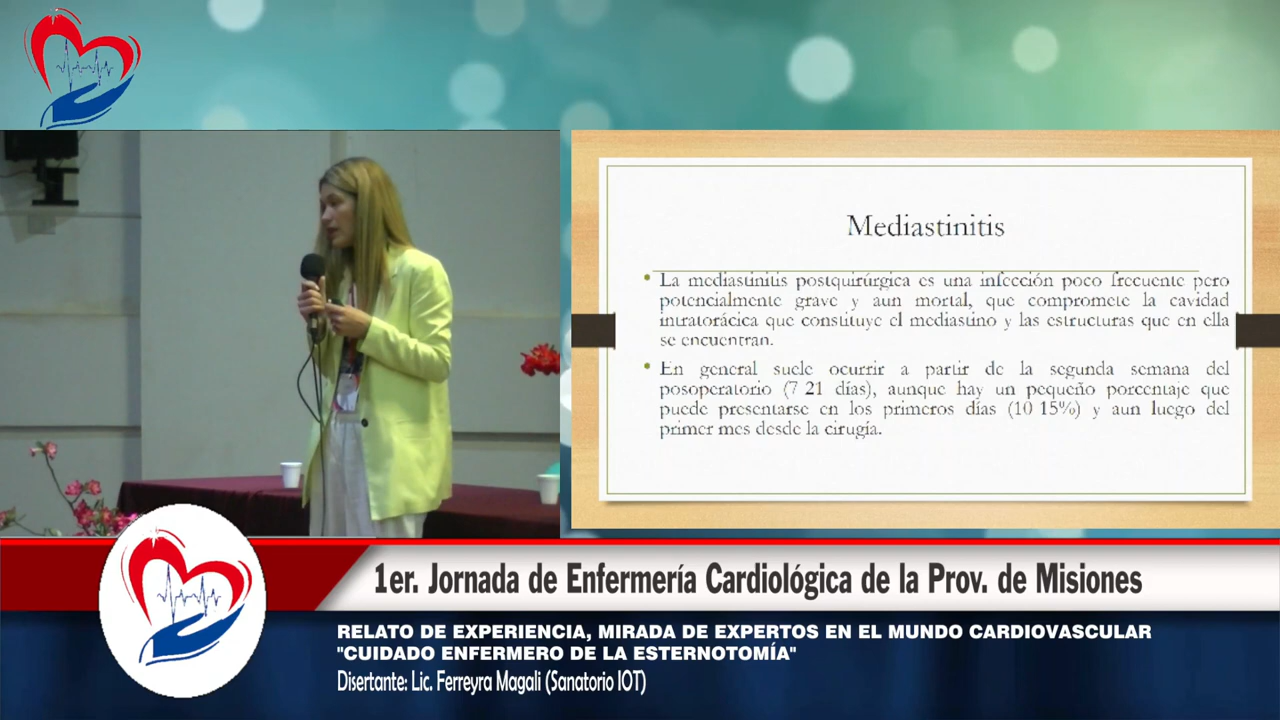 Mediastinitis
• La mediastinitis postquirúrgica es una infección poco frecuente pero
potencialmente grave y aun mortal, que compromete la cavidad
intratorácica que constituye el mediastino y las estructuras que en ella
se encuentran.
• En general suele ocurrir a partir de la segunda semana del
posoperatorio (7 21 días), aunque hay un pequeño porcentaje que
puede presentarse en los primeros días (10 15%) y aun luego del
primer mes desde la cirugía.
1er. Jornada de Enfermería Cardiológica de la Prov. de Misiones
RELATO DE EXPERIENCIA, MIRADA DE EXPERTOS EN EL MUNDO CARDIOVASCULAR
"CUIDADO ENFERMERO DE LA ESTERNOTOMÍA"
Disertante: Lic. Ferreyra Magali (Sanatorio IOT)